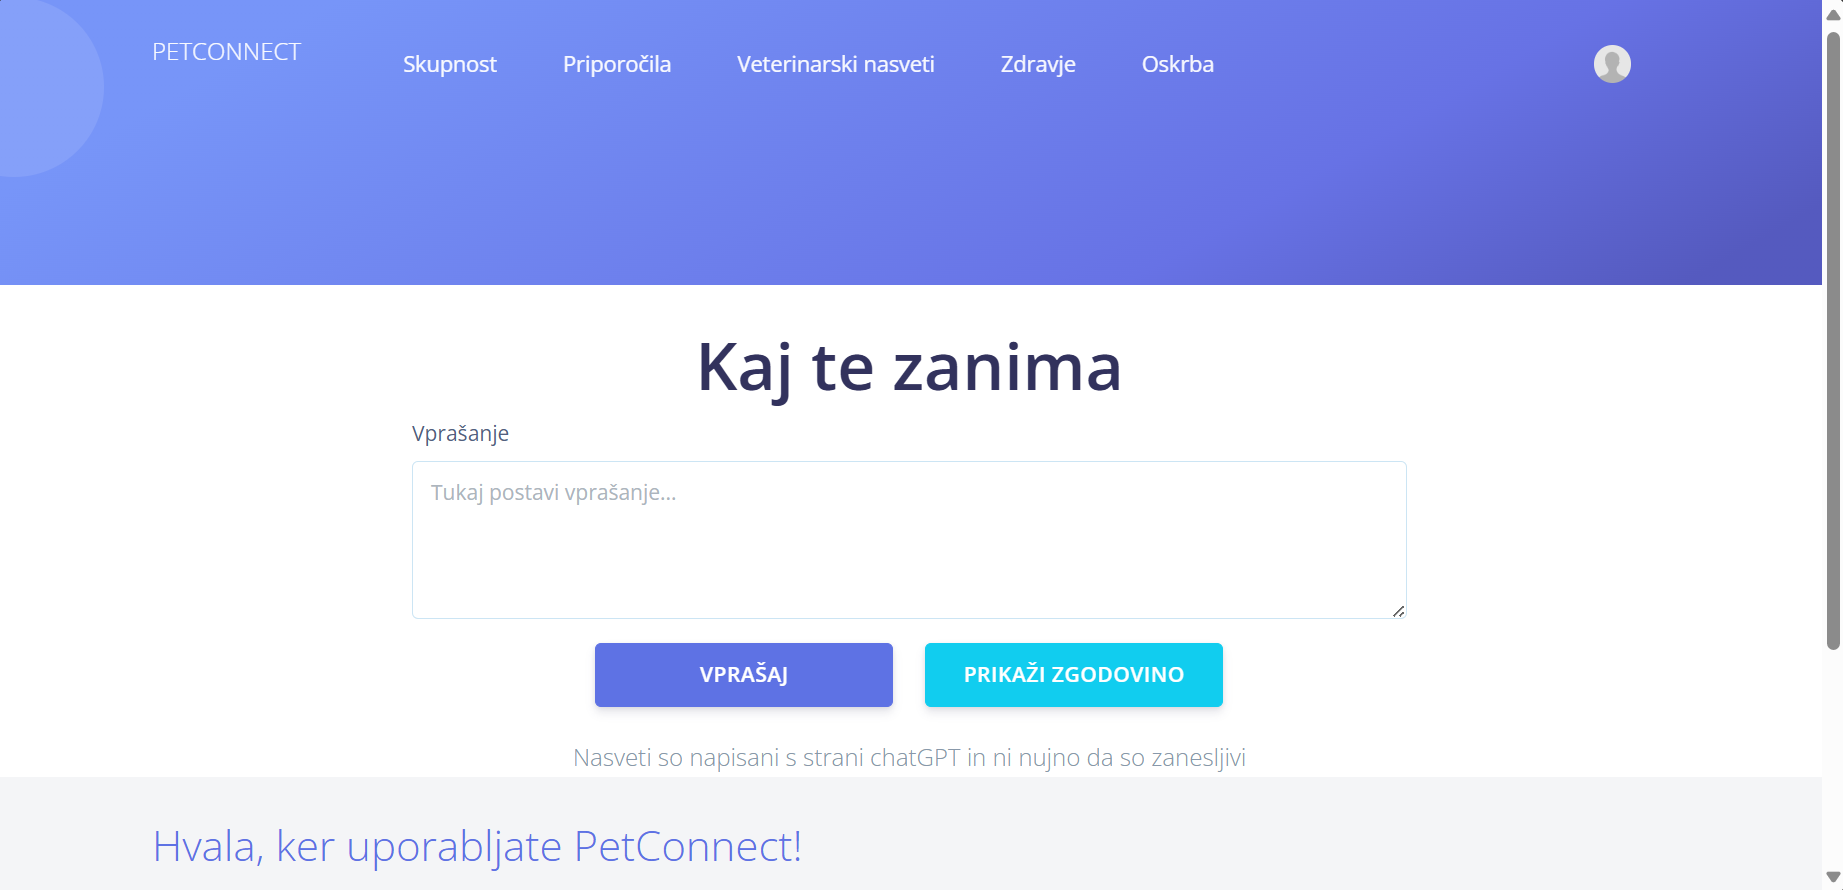 PETCONNECT
Skupnost Priporočila Veterinarski nasveti Zdravje Oskrba
Kaj te zanima
Vprašanje
Tukaj postavi vprašanje...
VPRAŠAJ PRIKAŽI ZGODOVINO
Nasveti so napisani s strani chatGPT in ni nujno da so zanesljivi
Hvala, ker uporabljate PetConnect!